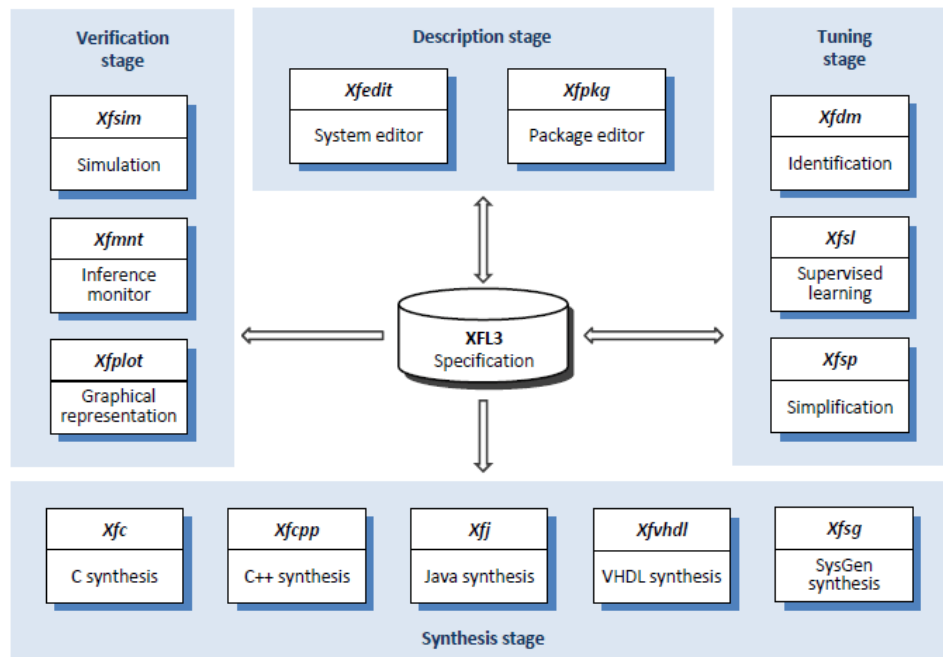 Verification
stage
Xfsim
Simulation
Xfmnt
Inference
monitor
Xfplot
Graphical
representation
Description stage
Xfedit
System editor
Xfpkg
Package editor
Tuning
stage
Xfdm
Identification
Xfsl
Supervised
learning
Xfsp
Simplification
XFL3
Specification
Xfc
C synthesis
Xfcpp
C++ synthesis
Xfj
Java synthesis
Xfvhdl
VHDL synthesis
Xfsg
SysGen
synthesis
Synthesis stage